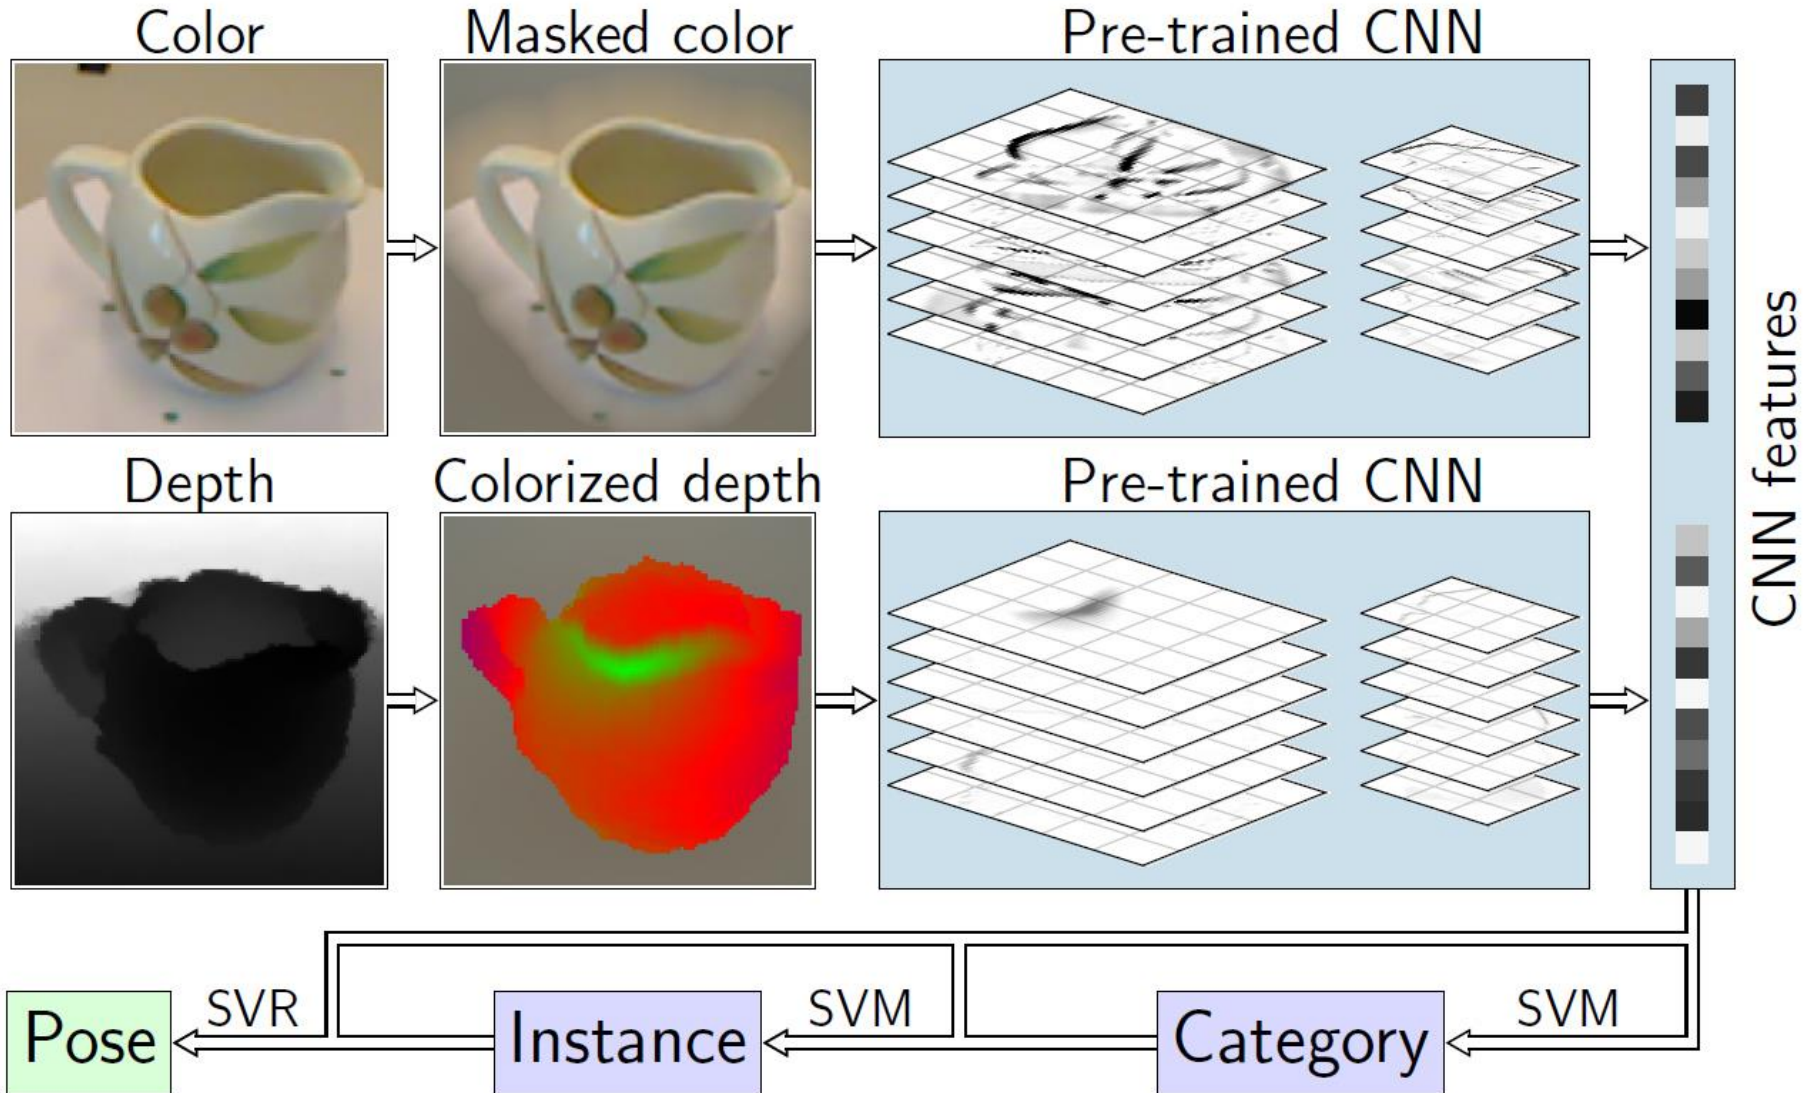 Color
Masked color
Pre-trained CNN
Depth
Colorized depth
Pre-trained CNN
CNN features
Pose
SVR
Instance
SVM
Category
SVM